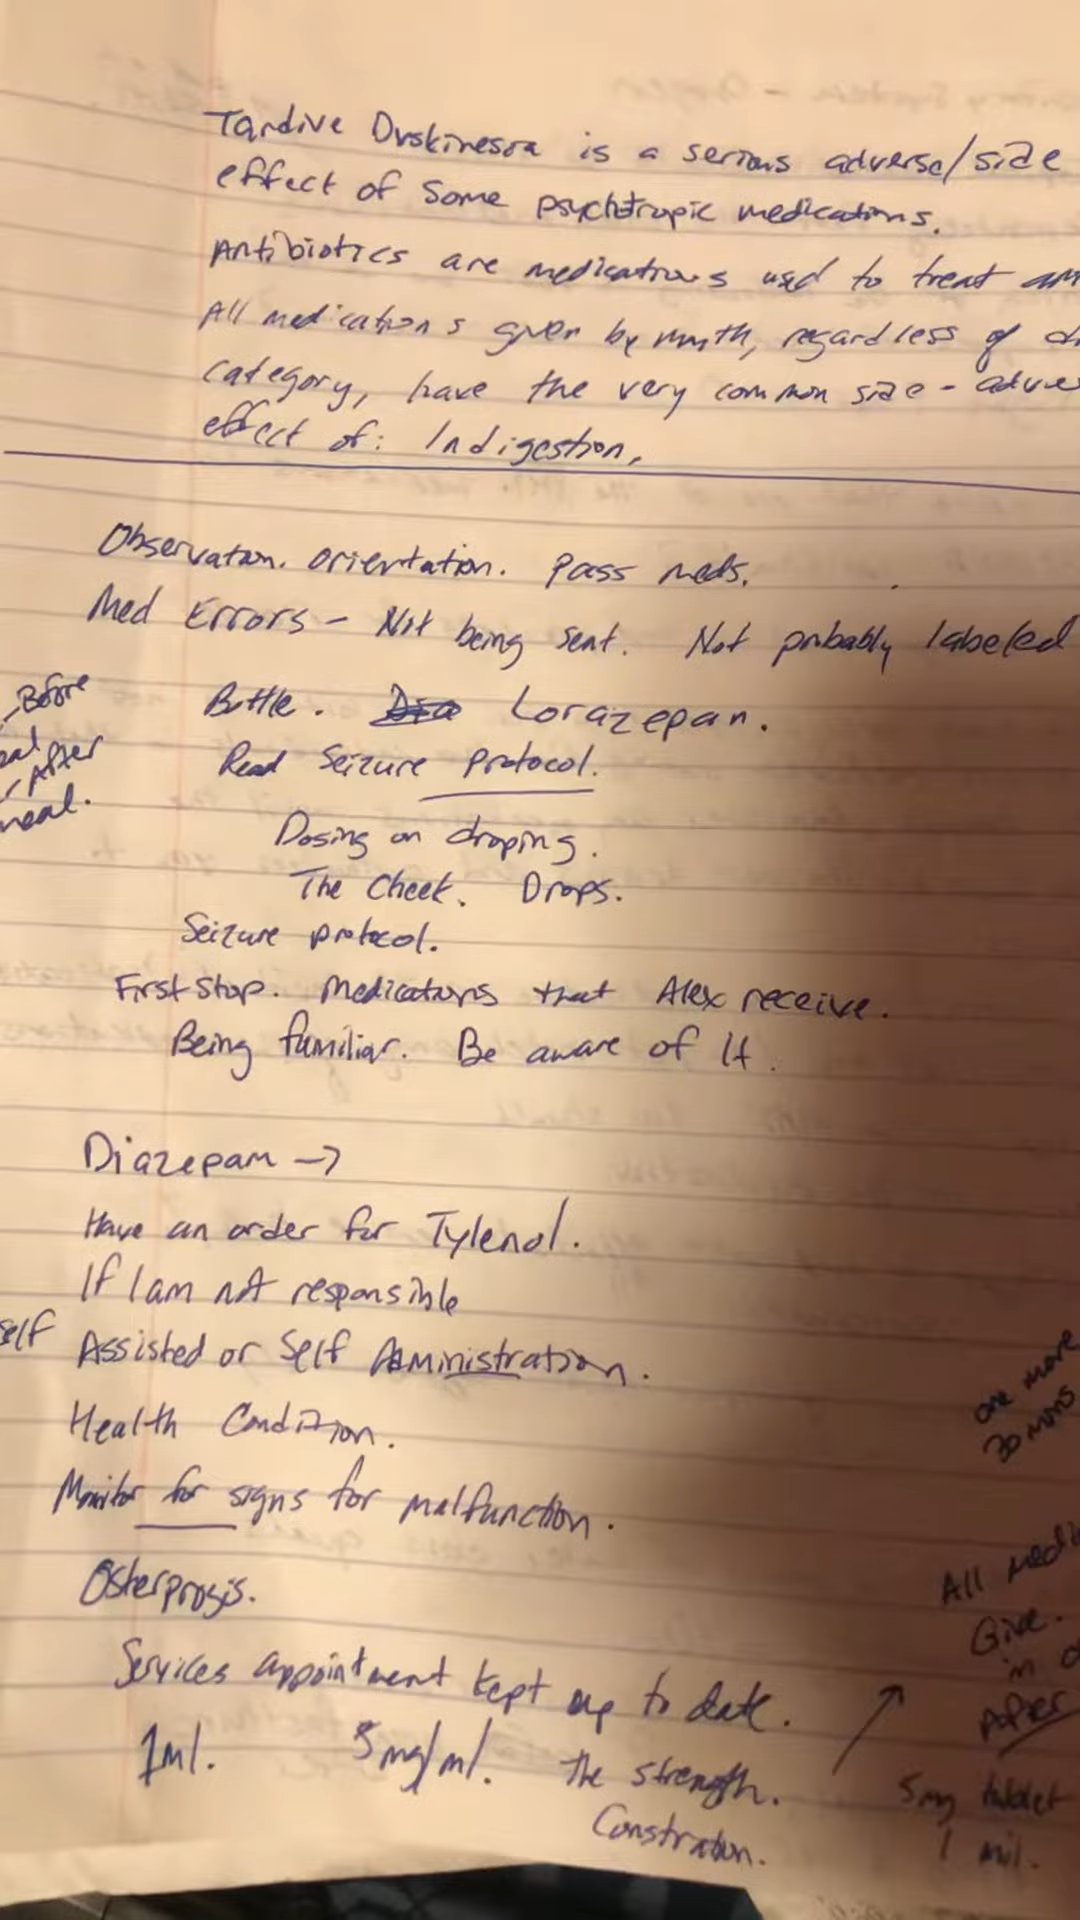 Tardive Dvskinesra is a serious adverse/side
effect of some psychtropic medications.
Antibiotics are medications used to treat
All medications given by mouth, regardless of
category, have the very common side-adve
effect of: Indigestion,
Observation. Orientation. Pass meds.
Med Errors - Not being sent. Not probably labeled
Bottle. Lorazepan.
Read Seizure Protocol.
Before
After
meal.
Dosing on droping.
The Cheek. Drops.
Seizure protocol.
First Stop. Medications that Alex receive.
Being familiar. Be aware of It.
Diazepam →
Have an order for Tylenol.
If I am not responsible
self
Assisted or Self Administration.
Health Condition.
one more
30 mins
Monitor for signs for malfunction.
Osterprosis.
All Medi
Give.
in
After
Services appointment kept up to date.
1ml. 5mg/ml. The strength.
Constration.
5mg tablet
1 mil.